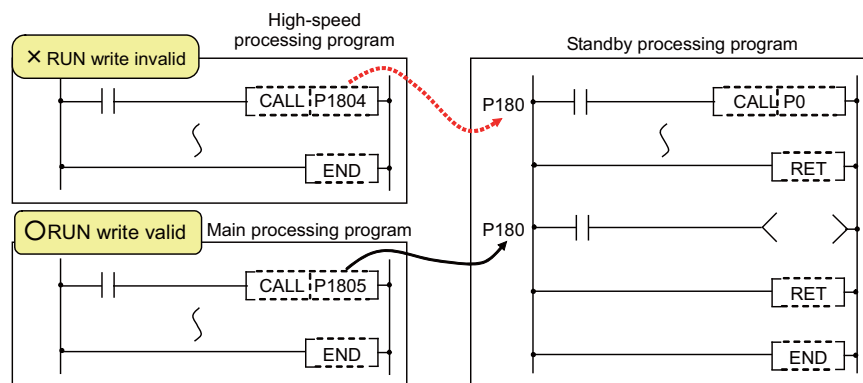 High-speed
processing program
× RUN write invalid
CALL P1804
END
○RUN write valid
Main processing program
CALL P1805
END
Standby processing program
P180
CALL P0
RET
P180
RET
END